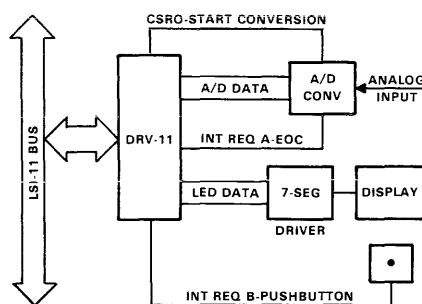 CSRO-START CONVERSION
LSI-11 BUS
DRV-11
A/D DATA
A/D
CONV
ANALOG
INPUT
INT REQ A-EOC
LED DATA
7-SEG
DISPLAY
DRIVER
INT REQ B-PUSHBUTTON